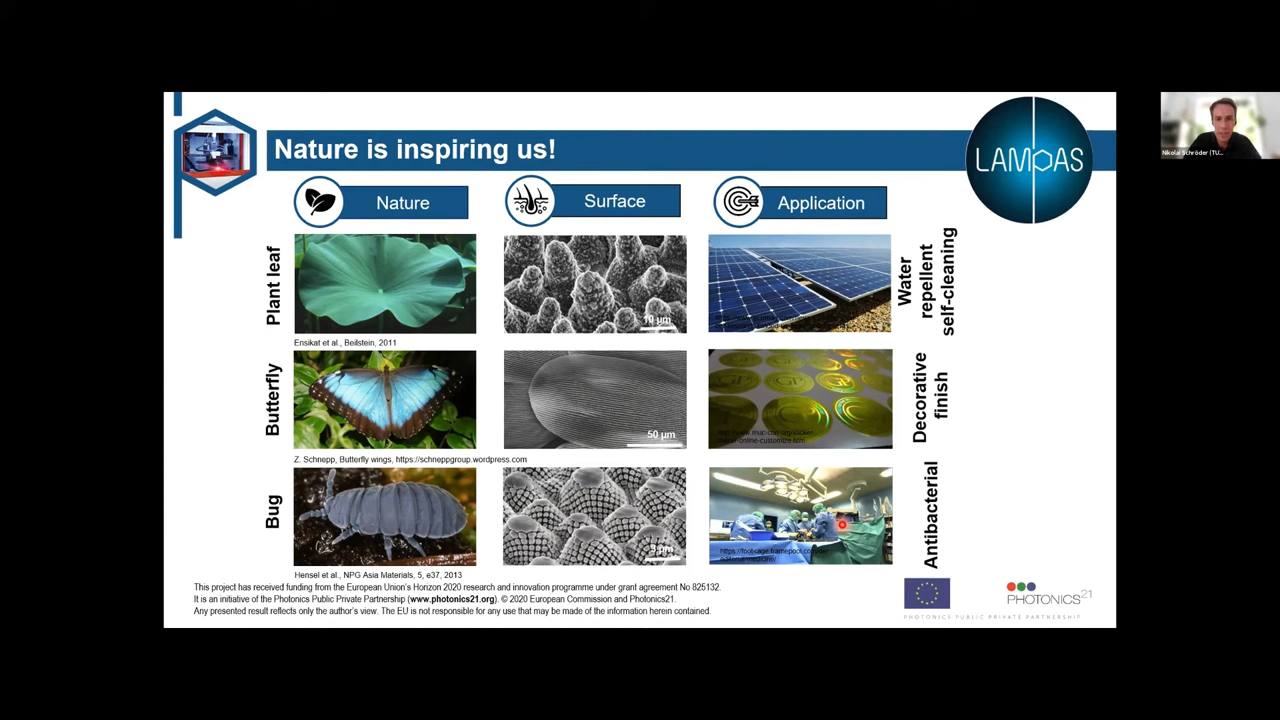 Nature is inspiring us!
LAMPAS
Nikolai Schröder (TU...
Nature
Surface
Application
Plant leaf
10 µm
Water
repellent
self-cleaning
Ensikat et al., Beilstein, 2011
Butterfly
50 µm
Decorative
finish
Z. Schnepp, Butterfly wings, https://schneppgroup.wordpress.com
Bug
Antibacterial
Hensel et al., NPG Asia Materials, 5, e37, 2013
This project has received funding from the European Union's Horizon 2020 research and innovation programme under grant agreement No 825132.
It is an initiative of the Photonics Public Private Partnership (www.photonics21.org). © 2020 European Commission and Photonics21.
Any presented result reflects only the author's view. The EU is not responsible for any use that may be made of the information herein contained.
PHOTONICS21
PHOTONICS PUBLIC PRIVATE PARTNERSHIP